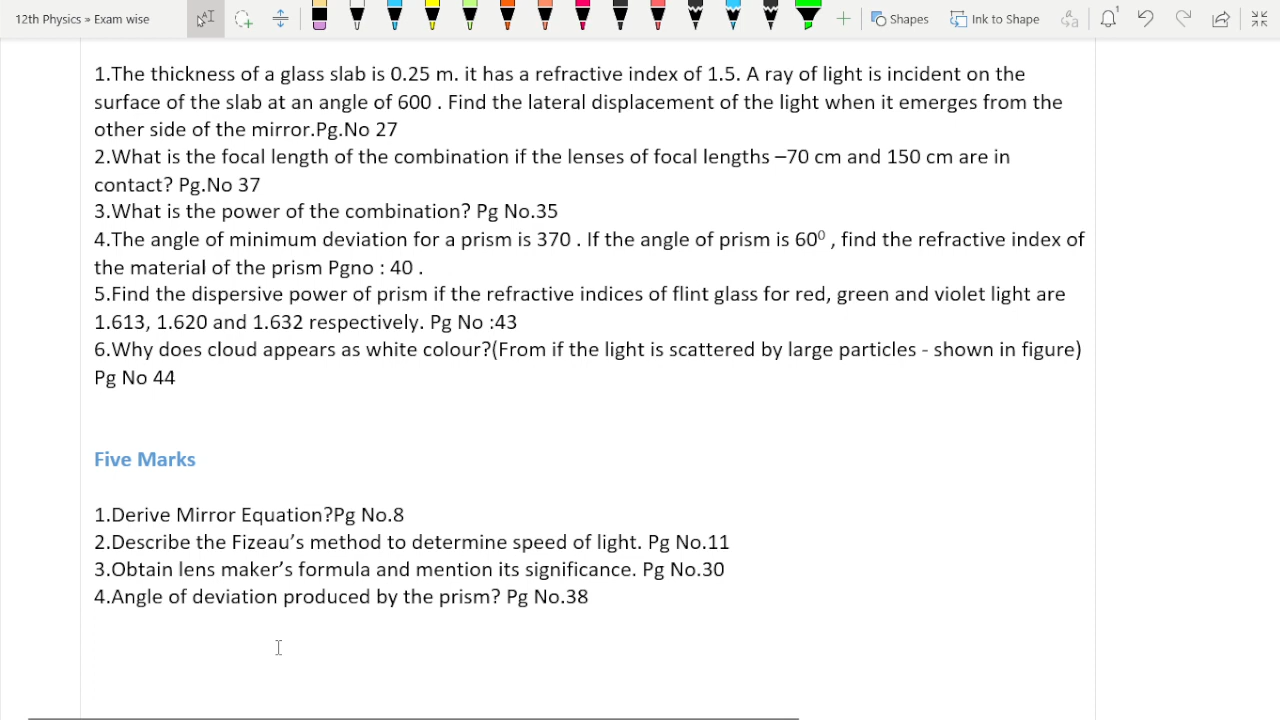 12th Physics » Exam wise
Shapes
Ink to Shape
1.The thickness of a glass slab is 0.25 m. it has a refractive index of 1.5. A ray of light is incident on the
surface of the slab at an angle of 600 . Find the lateral displacement of the light when it emerges from the
other side of the mirror.Pg.No 27
2.What is the focal length of the combination if the lenses of focal lengths –70 cm and 150 cm are in
contact? Pg.No 37
3.What is the power of the combination? Pg No.35
4.The angle of minimum deviation for a prism is 370 . If the angle of prism is 60⁰ , find the refractive index of
the material of the prism Pgno : 40 .
5.Find the dispersive power of prism if the refractive indices of flint glass for red, green and violet light are
1.613, 1.620 and 1.632 respectively. Pg No :43
6.Why does cloud appears as white colour?(From if the light is scattered by large particles - shown in figure)
Pg No 44
Five Marks
1.Derive Mirror Equation?Pg No.8
2.Describe the Fizeau’s method to determine speed of light. Pg No.11
3.Obtain lens maker’s formula and mention its significance. Pg No.30
4.Angle of deviation produced by the prism? Pg No.38